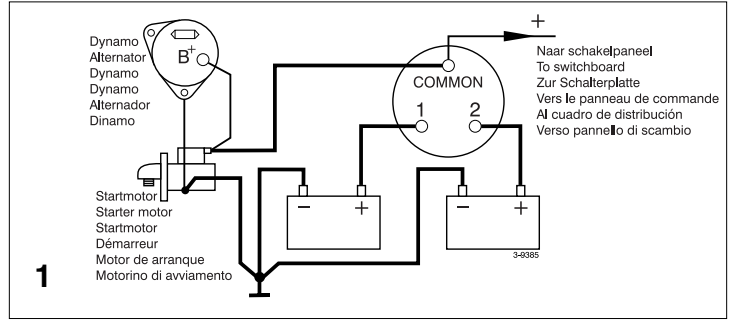 Dynamo
Alternator
Dynamo
Dynamo
Alternador
Dinamo
B+
+
COMMON
1 2
Naar schakelpaneel
To switchboard
Zur Schalterplatte
Vers le panneau de commande
Al cuadro de distribución
Verso pannello di scambio
Startmotor
Starter motor
Startmotor
Démarreur
Motor de arranque
Motorino di avviamento
− +
− +
3-9385
1